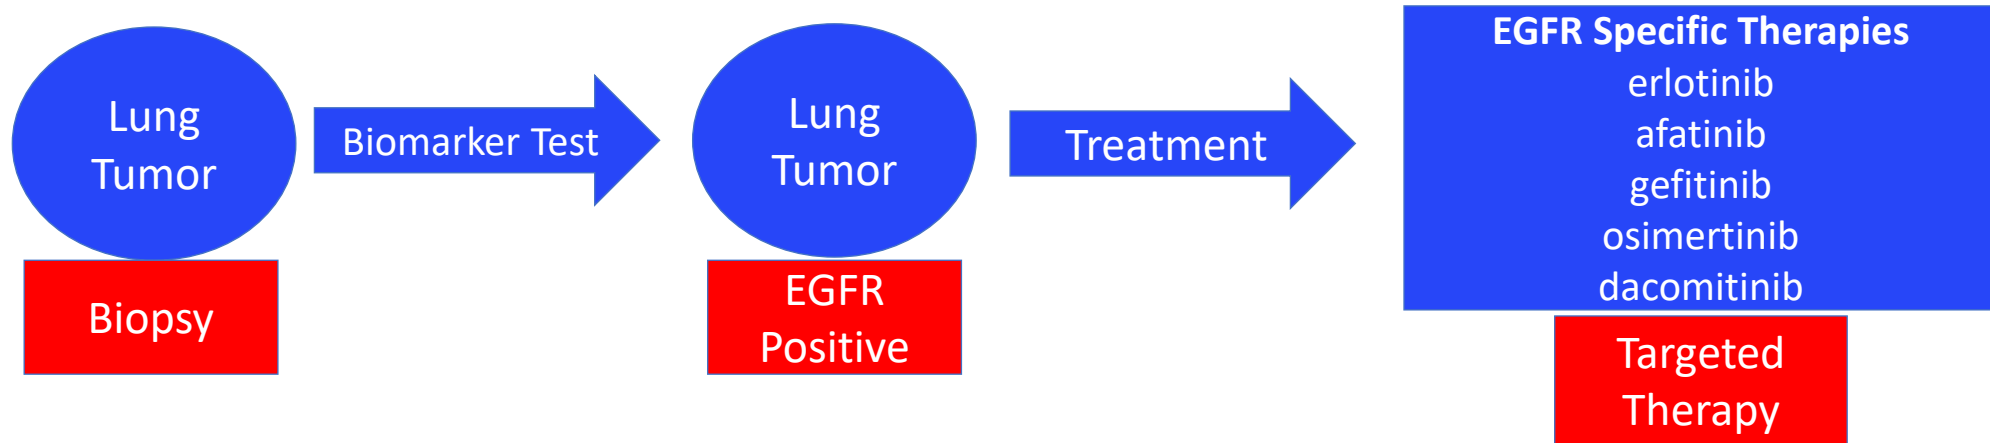 Lung
Tumor
Biopsy
Biomarker Test
Lung
Tumor
EGFR
Positive
Treatment
EGFR Specific Therapies
erlotinib
afatinib
gefitinib
osimertinib
dacomitinib
Targeted
Therapy